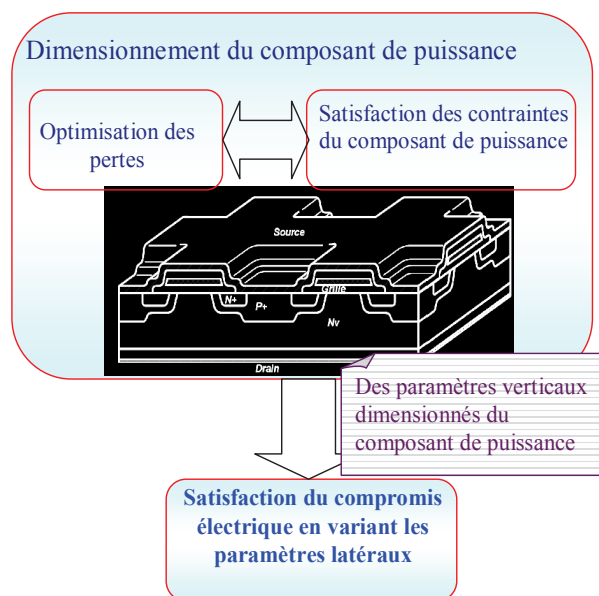 Dimensionnement du composant de puissance
Optimisation des
pertes
Satisfaction des contraintes
du composant de puissance
Source
Grille
N+
P+
Nv
Drain
Des paramètres verticaux
dimensionnés du
composant de puissance
Satisfaction du compromis
électrique en variant les
paramètres latéraux